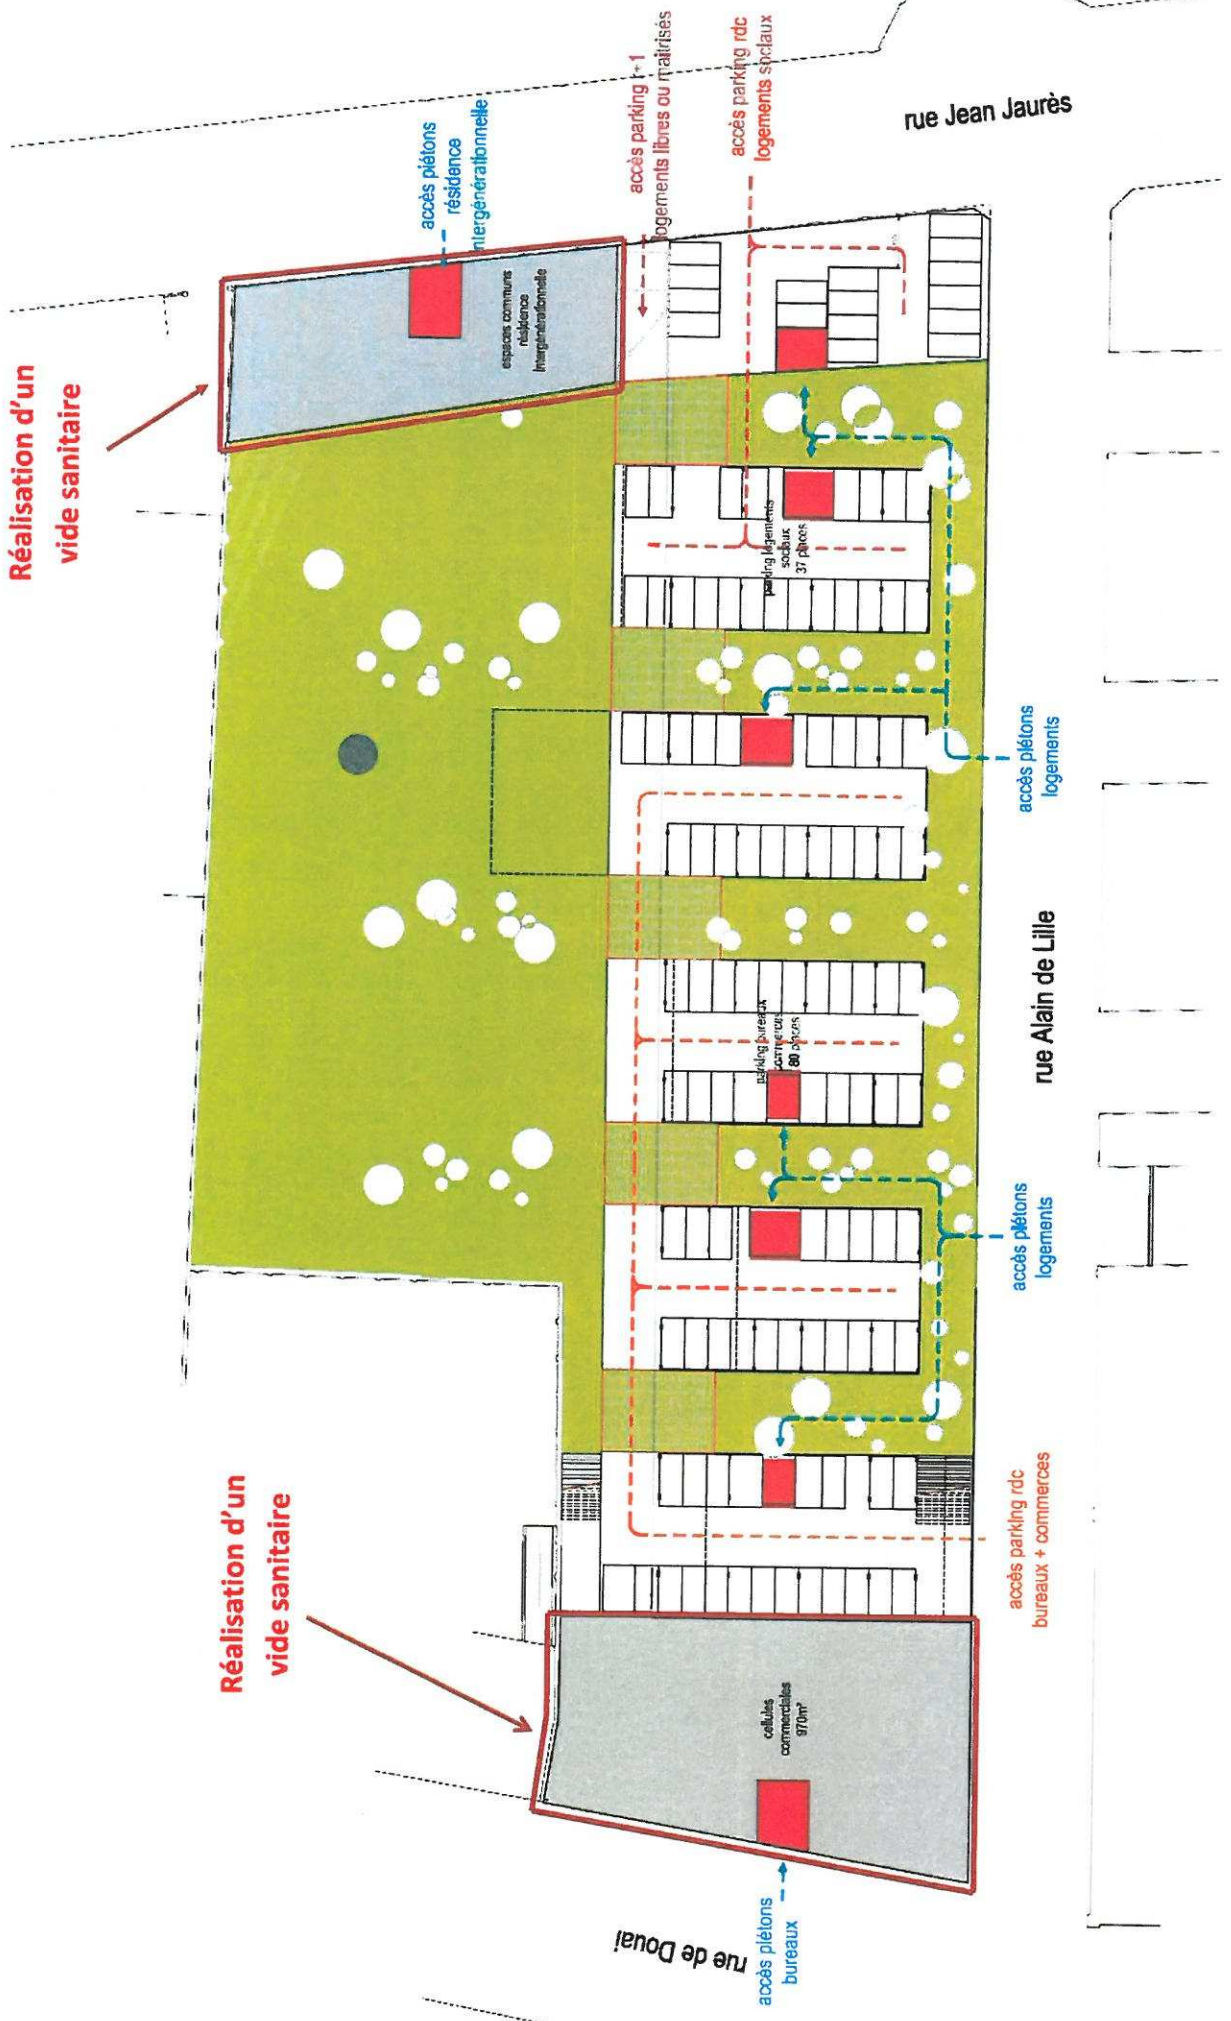 Réalisation d'un
vide sanitaire
Réalisation d'un
vide sanitaire
rue de Douai
accès piétons
bureaux
cellules
commerciales
970m²
accès parking rdc
bureaux + commerces
accès piétons
logements
parking bureaux
commerces
80 places
rue Alain de Lille
accès piétons
logements
parking logements
sociaux
37 places
espaces communs
résidence
intergénérationnelle
accès piétons
résidence
intergénérationnelle
accès parking r+1
logements libres ou maitrisés
accès parking rdc
logements sociaux
rue Jean Jaurès